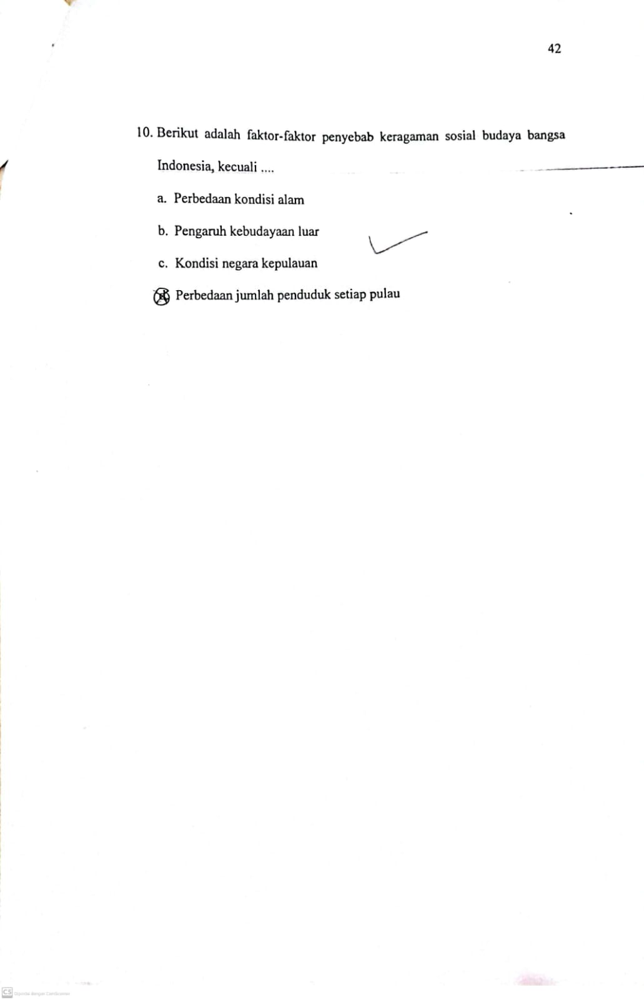 42
10. Berikut adalah faktor-faktor penyebab keragaman sosial budaya bangsa
Indonesia, kecuali ....
a. Perbedaan kondisi alam
b. Pengaruh kebudayaan luar
c. Kondisi negara kepulauan
Perbedaan jumlah penduduk setiap pulau
CS Dipindai dengan CamScanner